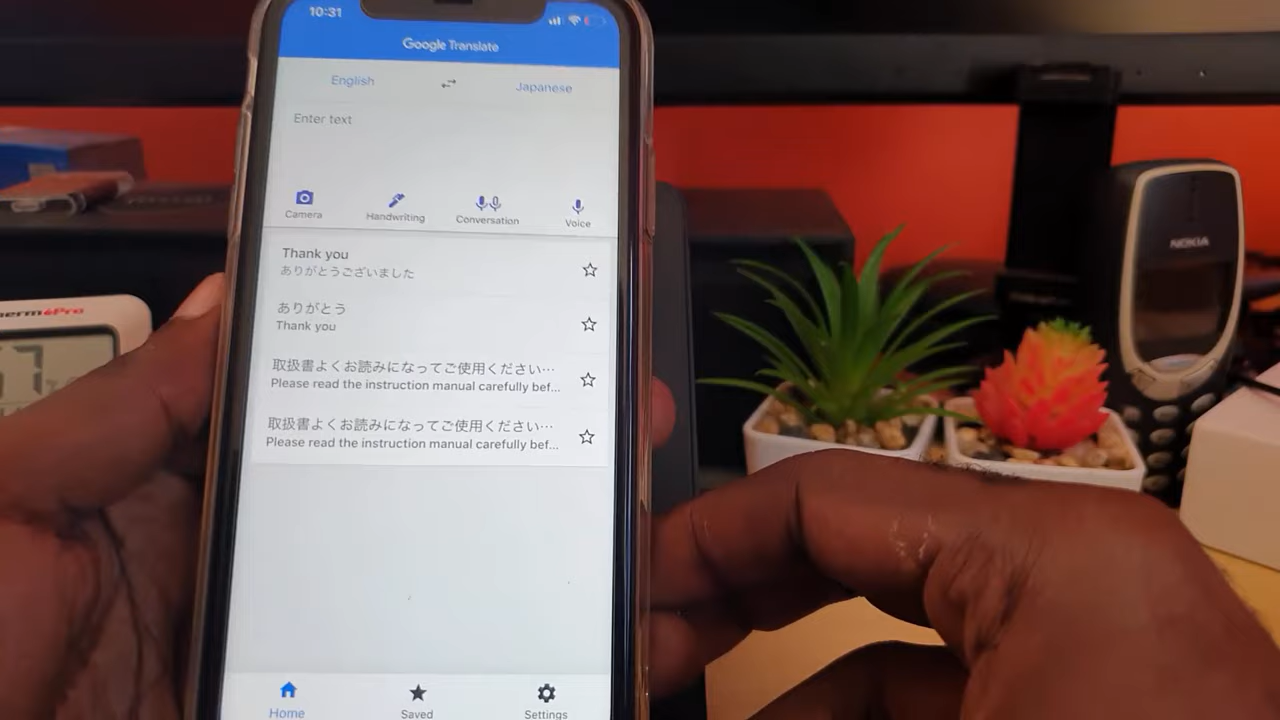 10:31
Google Translate
English
Japanese
Enter text
Camera
Handwriting
Conversation
Voice
Thank you
ありがとうございました
ありがとう
Thank you
取扱書よくお読みになってご使用ください…
Please read the instruction manual carefully bef...
取扱書よくお読みになってご使用ください…
Please read the instruction manual carefully bef...
Home
Saved
Settings
NOKIA